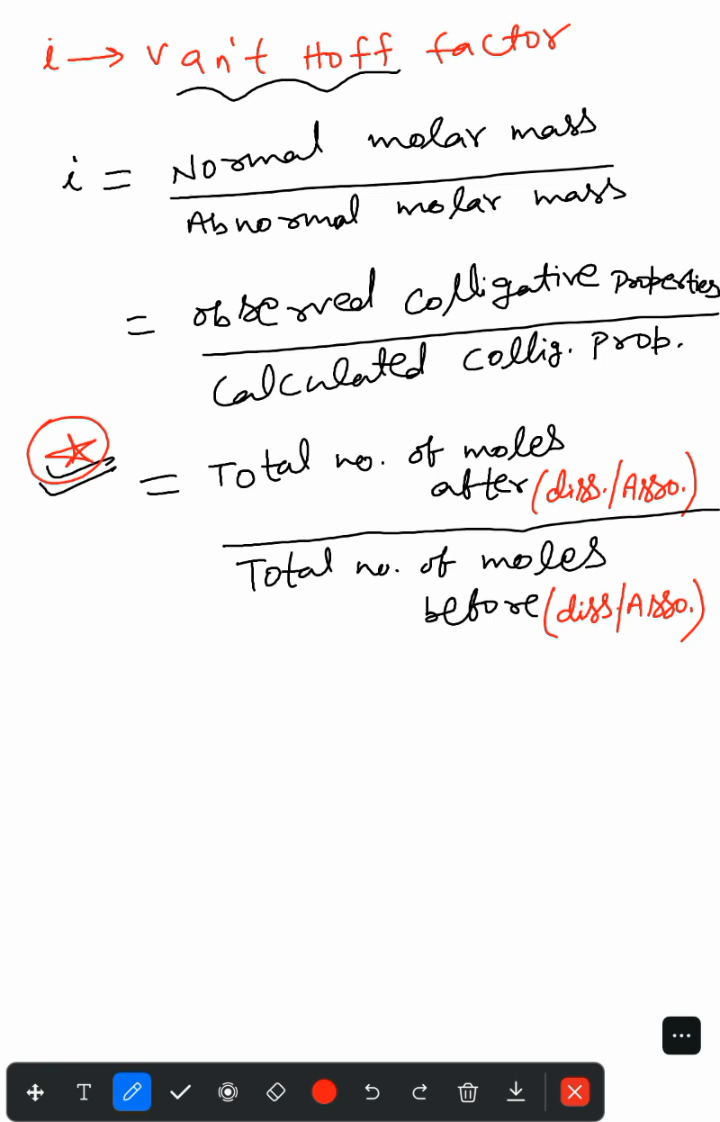 i → Van't Hoff factor
i = Normal molar mass
Abnormal molar mass
= observed colligative Properties
Calculated collig. prop.
= Total no. of moles
after (diss./Asso.)
Total no. of moles
before (diss./Asso.)
T